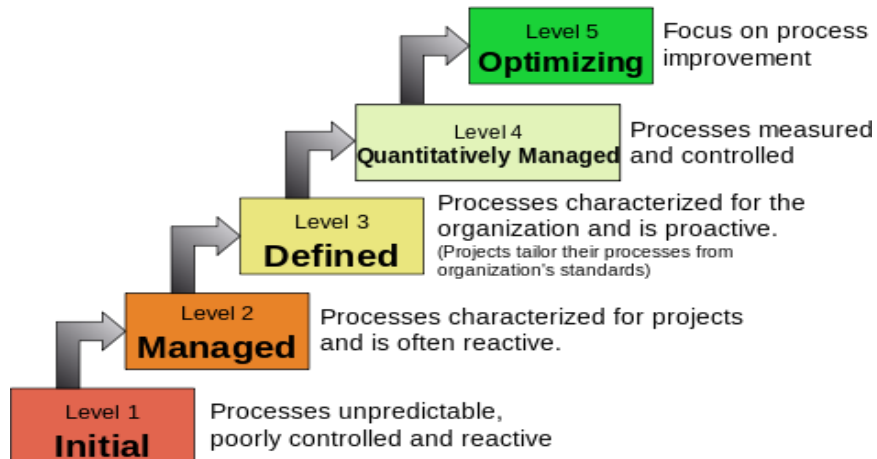 Level 5
Optimizing
Focus on process
improvement
Level 4
Quantitatively Managed
Processes measured
and controlled
Level 3
Defined
Processes characterized for the
organization and is proactive.
(Projects tailor their processes from
organization's standards)
Level 2
Managed
Processes characterized for projects
and is often reactive.
Level 1
Initial
Processes unpredictable,
poorly controlled and reactive